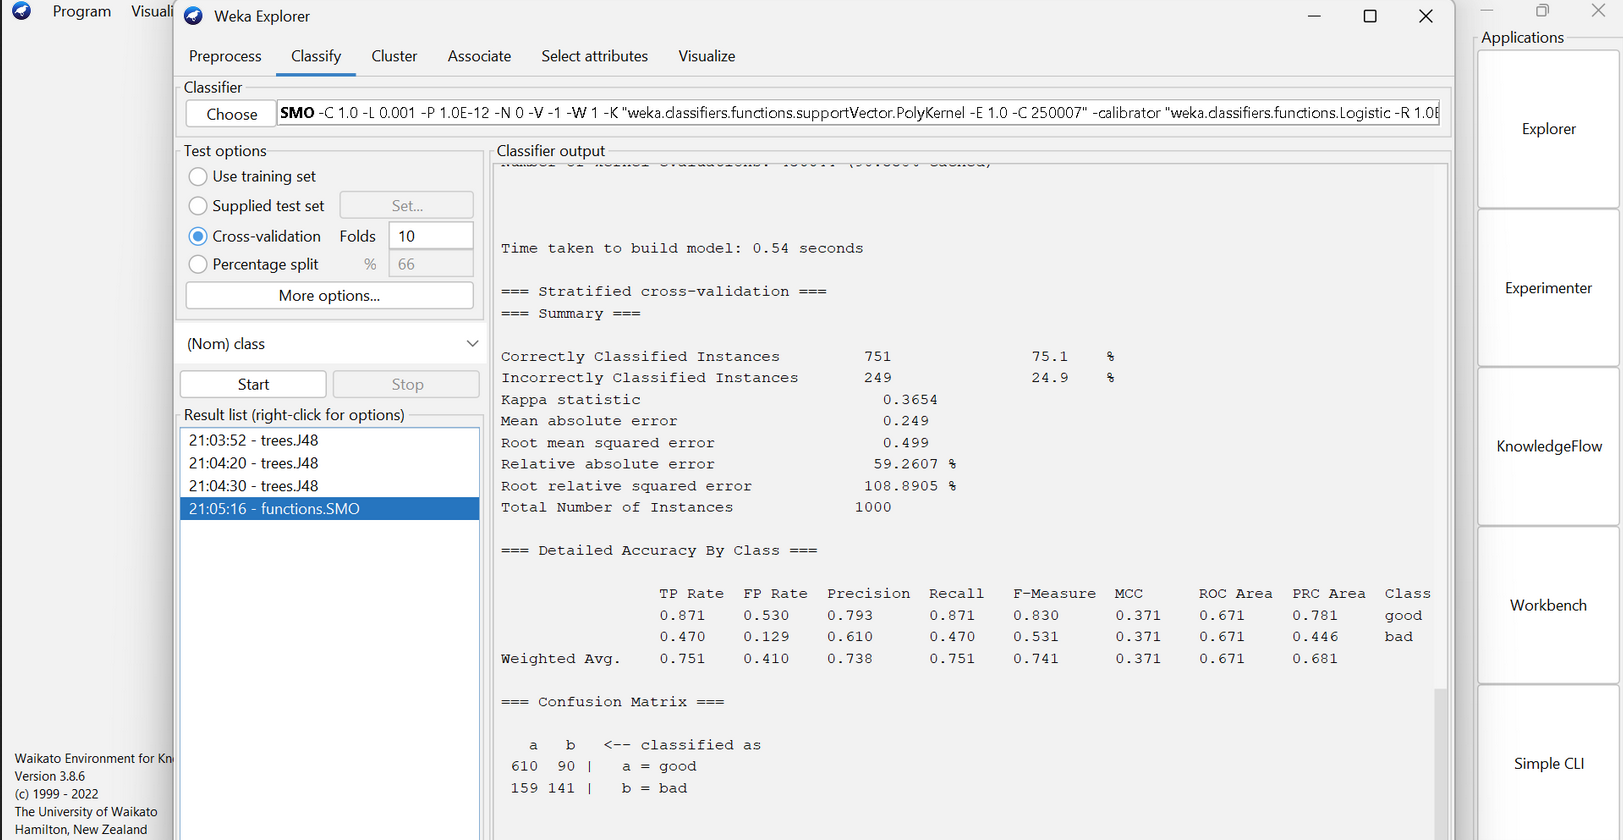 Program Visuali
Weka Explorer
Applications
Preprocess Classify Cluster Associate Select attributes Visualize
Classifier
Choose SMO -C 1.0 -L 0.001 -P 1.0E-12 -N 0 -V -1 -W 1 -K "weka.classifiers.functions.supportVector.PolyKernel -E 1.0 -C 250007" -calibrator "weka.classifiers.functions.Logistic -R 1.0E
Test options
Use training set
Supplied test set Set...
Cross-validation Folds 10
Percentage split % 66
More options...
(Nom) class
Start Stop
Result list (right-click for options)
21:03:52 - trees.J48
21:04:20 - trees.J48
21:04:30 - trees.J48
21:05:16 - functions.SMO
Classifier output
Time taken to build model: 0.54 seconds
=== Stratified cross-validation ===
=== Summary ===
Correctly Classified Instances 751 75.1 %
Incorrectly Classified Instances 249 24.9 %
Kappa statistic 0.3654
Mean absolute error 0.249
Root mean squared error 0.499
Relative absolute error 59.2607 %
Root relative squared error 108.8905 %
Total Number of Instances 1000
=== Detailed Accuracy By Class ===
TP Rate FP Rate Precision Recall F-Measure MCC ROC Area PRC Area Class
0.871 0.530 0.793 0.871 0.830 0.371 0.671 0.781 good
0.470 0.129 0.610 0.470 0.531 0.371 0.671 0.446 bad
Weighted Avg. 0.751 0.410 0.738 0.751 0.741 0.371 0.671 0.681
=== Confusion Matrix ===
a b <-- classified as
610 90 | a = good
159 141 | b = bad
Explorer
Experimenter
KnowledgeFlow
Workbench
Simple CLI
Waikato Environment for Kn
Version 3.8.6
(c) 1999 - 2022
The University of Waikato
Hamilton, New Zealand